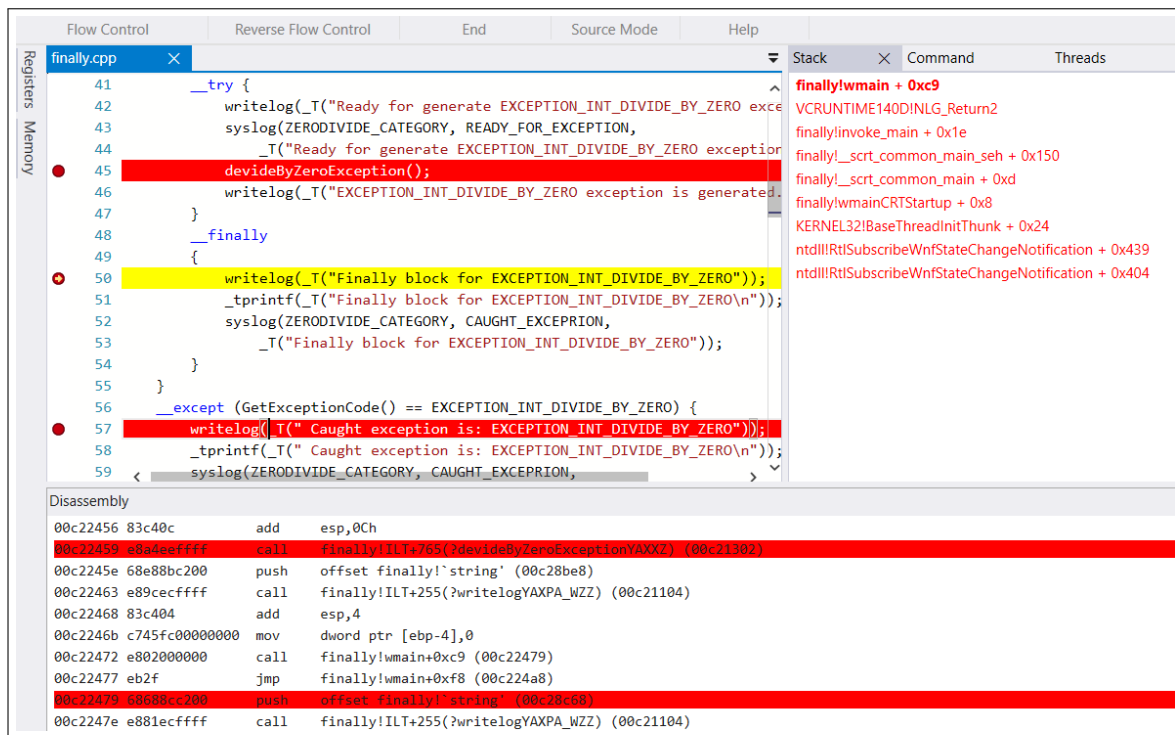 Flow Control Reverse Flow Control End Source Mode Help
Registers
Memory
finally.cpp
41 __try {
42 writelog(_T("Ready for generate EXCEPTION_INT_DIVIDE_BY_ZERO exce
43 syslog(ZERODIVIDE_CATEGORY, READY_FOR_EXCEPTION,
44 _T("Ready for generate EXCEPTION_INT_DIVIDE_BY_ZERO exception
45 devideByZeroException();
46 writelog(_T("EXCEPTION_INT_DIVIDE_BY_ZERO exception is generated.
47 }
48 __finally
49 {
50 writelog(_T("Finally block for EXCEPTION_INT_DIVIDE_BY_ZERO"));
51 _tprintf(_T("Finally block for EXCEPTION_INT_DIVIDE_BY_ZERO\n"));
52 syslog(ZERODIVIDE_CATEGORY, CAUGHT_EXCEPRION,
53 _T("Finally block for EXCEPTION_INT_DIVIDE_BY_ZERO"));
54 }
55 }
56 __except (GetExceptionCode() == EXCEPTION_INT_DIVIDE_BY_ZERO) {
57 writelog(_T(" Caught exception is: EXCEPTION_INT_DIVIDE_BY_ZERO"));
58 _tprintf(_T(" Caught exception is: EXCEPTION_INT_DIVIDE_BY_ZERO\n"));
59 syslog(ZERODIVIDE_CATEGORY, CAUGHT_EXCEPRION,
Stack Command Threads
finally!wmain + 0xc9
VCRUNTIME140D!NLG_Return2
finally!invoke_main + 0x1e
finally!__scrt_common_main_seh + 0x150
finally!__scrt_common_main + 0xd
finally!wmainCRTStartup + 0x8
KERNEL32!BaseThreadInitThunk + 0x24
ntdll!RtlSubscribeWnfStateChangeNotification + 0x439
ntdll!RtlSubscribeWnfStateChangeNotification + 0x404
Disassembly
00c22456 83c40c add esp,0Ch
00c22459 e8a4eeffff call finally!ILT+765(?devideByZeroExceptionYAXXZ) (00c21302)
00c2245e 68e88bc200 push offset finally!`string' (00c28be8)
00c22463 e89cecffff call finally!ILT+255(?writelogYAXPA_WZZ) (00c21104)
00c22468 83c404 add esp,4
00c2246b c745fc00000000 mov dword ptr [ebp-4],0
00c22472 e802000000 call finally!wmain+0xc9 (00c22479)
00c22477 eb2f jmp finally!wmain+0xf8 (00c224a8)
00c22479 68688cc200 push offset finally!`string' (00c28c68)
00c2247e e881ecffff call finally!ILT+255(?writelogYAXPA_WZZ) (00c21104)